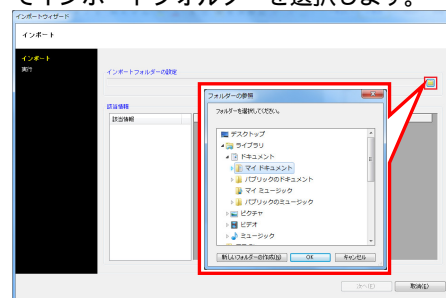 でインポートフォルダーを選択します。
インポートウィザード
インポート
インポート
実行
インポートフォルダーの設定
該当情報
該当情報
フォルダーの参照
フォルダーを選択してください。
デスクトップ
ライブラリ
ドキュメント
マイ ドキュメント
パブリックのドキュメント
マイ ミュージック
パブリックのミュージック
ピクチャ
ビデオ
ミュージック
新しいフォルダーの作成(N)
OK
キャンセル
次へ(E)
取消(C)